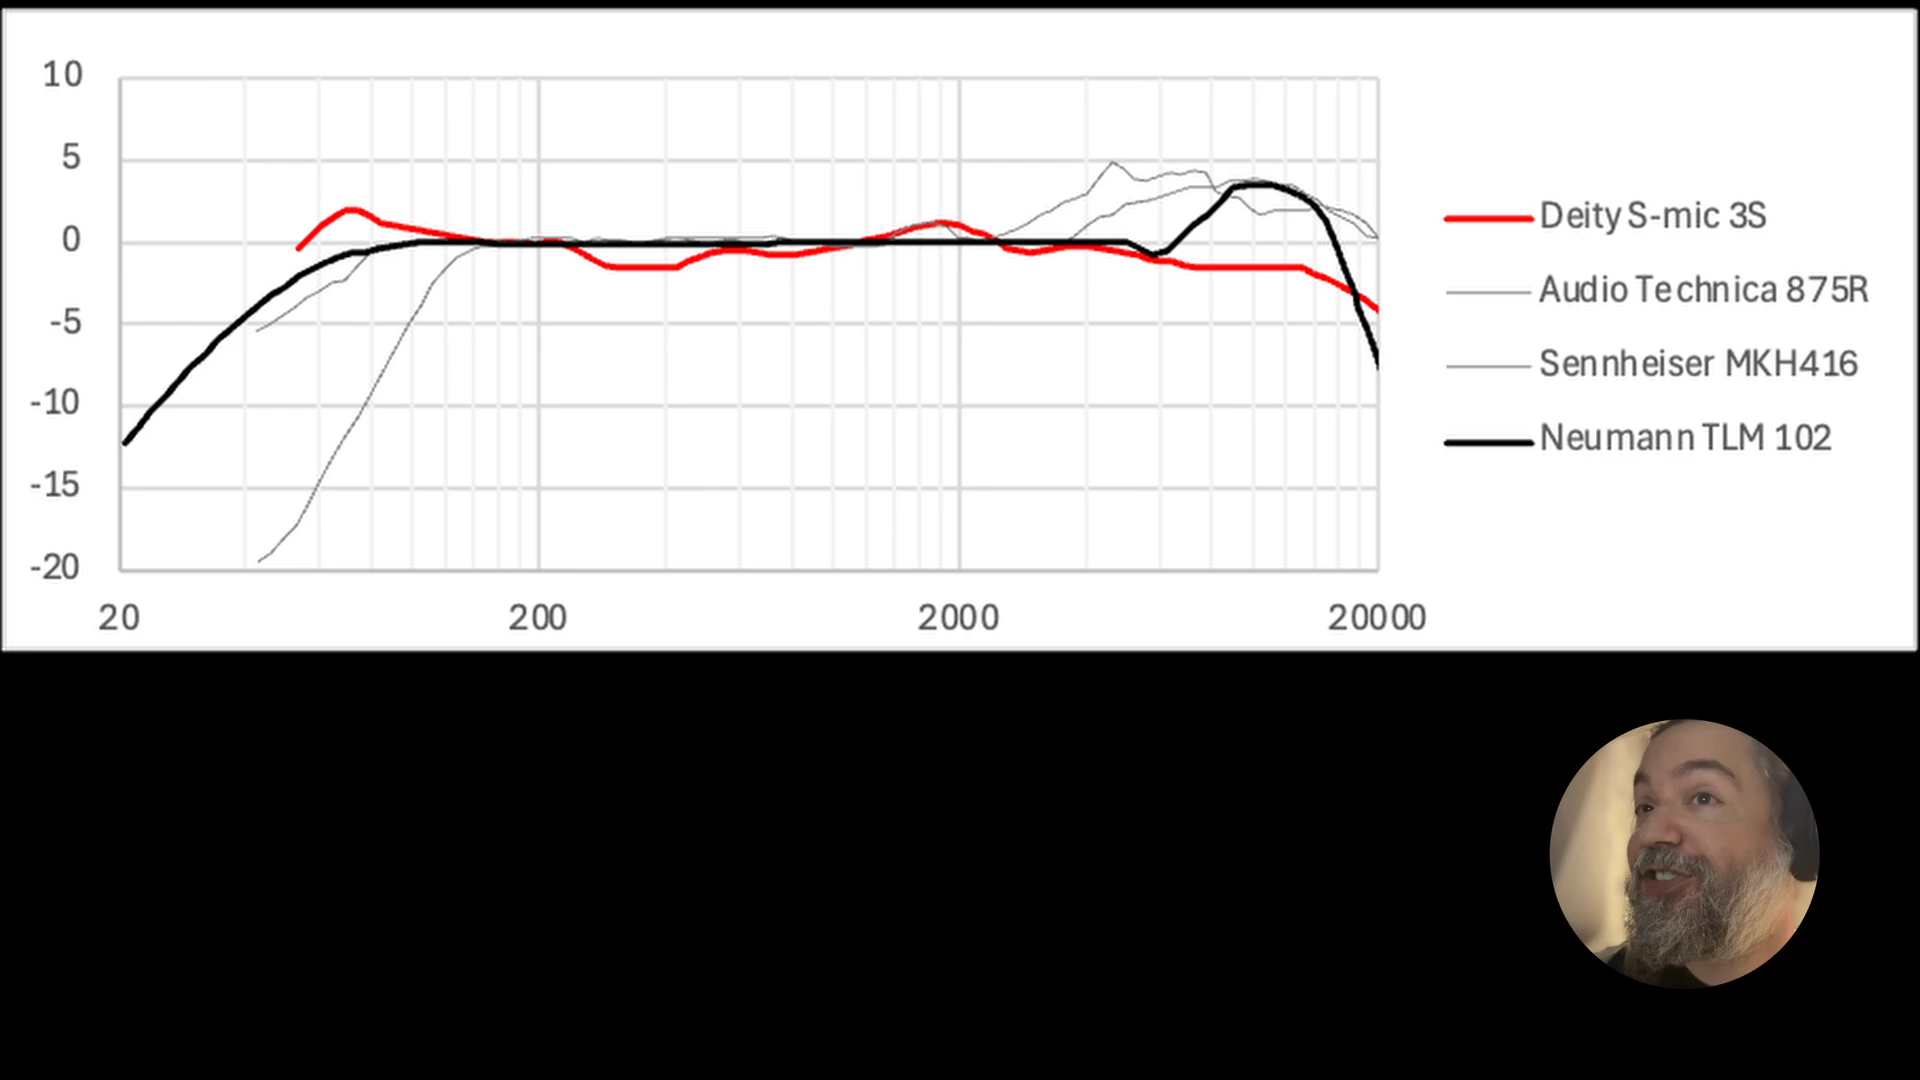 10
5
0
-5
-10
-15
-20
20 200 2000 20000
Deity S-mic 3S
Audio Technica 875R
Sennheiser MKH416
Neumann TLM 102